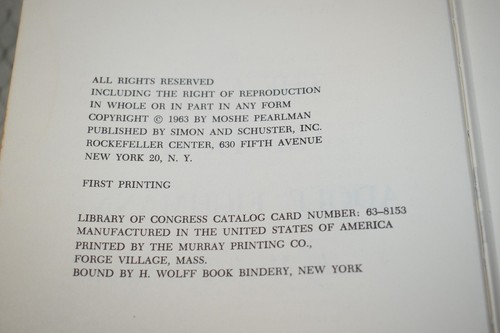 ALL RIGHTS RESERVED
INCLUDING THE RIGHT OF REPRODUCTION
IN WHOLE OR IN PART IN ANY FORM
COPYRIGHT © 1963 BY MOSHE PEARLMAN
PUBLISHED BY SIMON AND SCHUSTER, INC.
ROCKEFELLER CENTER, 630 FIFTH AVENUE
NEW YORK 20, N. Y.
FIRST PRINTING
LIBRARY OF CONGRESS CATALOG CARD NUMBER: 63–8153
MANUFACTURED IN THE UNITED STATES OF AMERICA
PRINTED BY THE MURRAY PRINTING CO.,
FORGE VILLAGE, MASS.
BOUND BY H. WOLFF BOOK BINDERY, NEW YORK